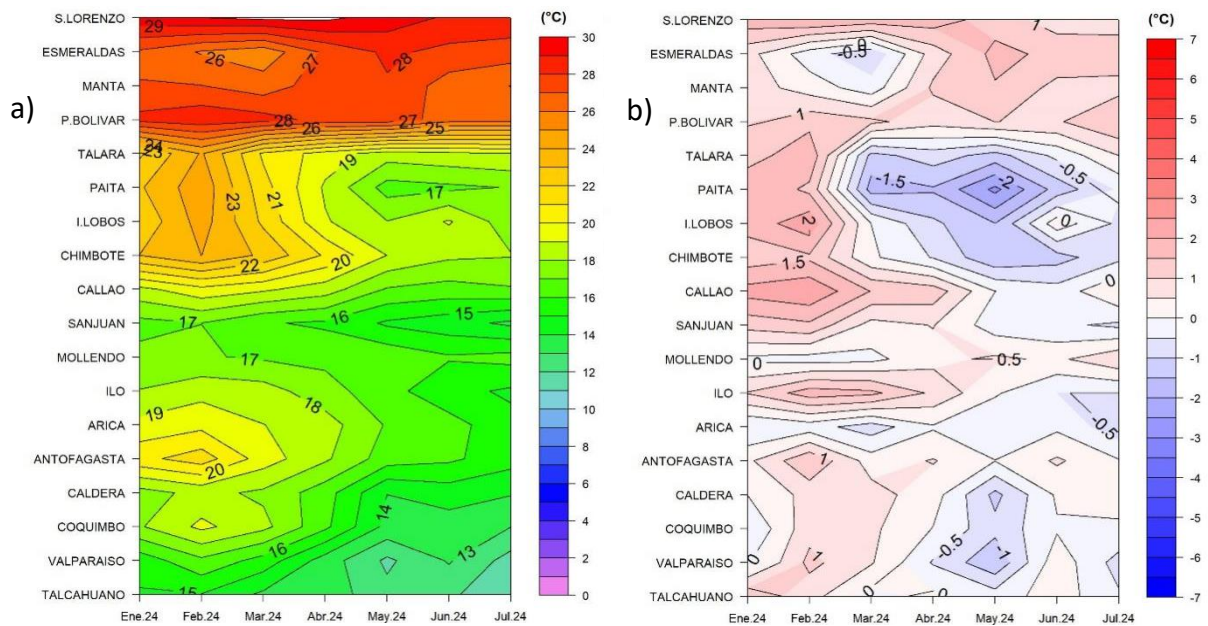 a)
(°C)
S.LORENZO
ESMERALDAS
MANTA
P.BOLIVAR
TALARA
PAITA
I.LOBOS
CHIMBOTE
CALLAO
SANJUAN
MOLLENDO
ILO
ARICA
ANTOFAGASTA
CALDERA
COQUIMBO
VALPARAISO
TALCAHUANO
29
26
27
28
28
26
27
25
24
23
19
17
23
21
22
20
17
16
15
17
19
18
20
14
16
13
15
30
28
26
24
22
20
18
16
14
12
10
8
6
4
2
0
Ene.24 Feb.24 Mar.24 Abr.24 May.24 Jun.24 Jul.24
b)
(°C)
S.LORENZO
ESMERALDAS
MANTA
P.BOLIVAR
TALARA
PAITA
I.LOBOS
CHIMBOTE
CALLAO
SANJUAN
MOLLENDO
ILO
ARICA
ANTOFAGASTA
CALDERA
COQUIMBO
VALPARAISO
TALCAHUANO
1
0
-0.5
1
-0.5
-1.5
-2
2
0
1.5
0
0
0.5
-0.5
1
-0.5
1
-1
0
0
0
7
6
5
4
3
2
1
0
-1
-2
-3
-4
-5
-6
-7
Ene.24 Feb.24 Mar.24 Abr.24 May.24 Jun.24 Jul.24